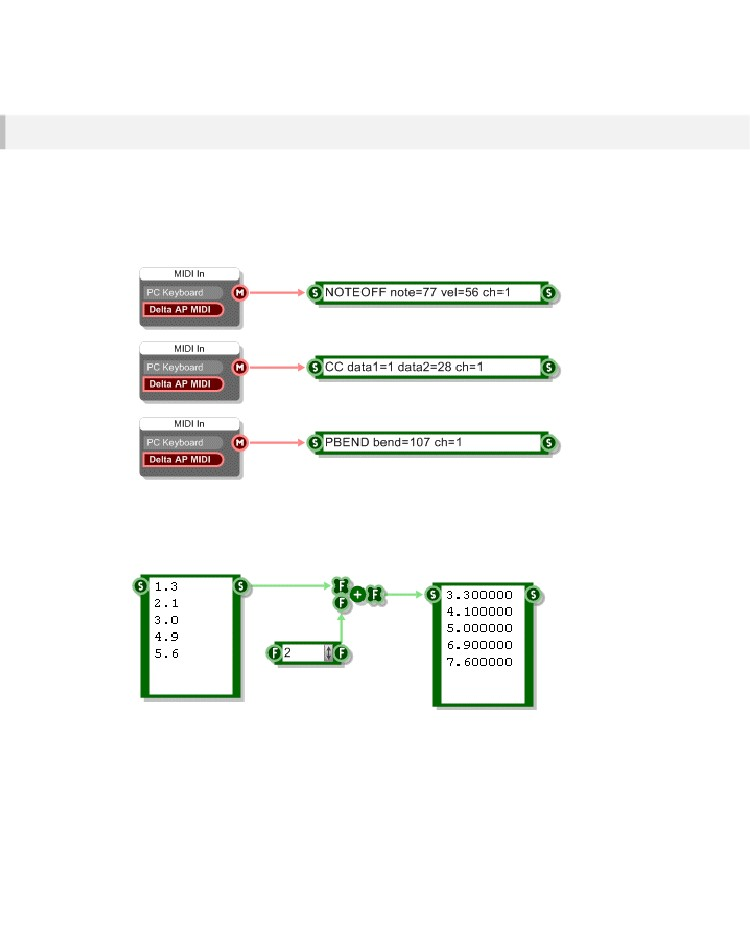 MIDI In
PC Keyboard M S NOTEOFF note=77 vel=56 ch=1 S
Delta AP MIDI
MIDI In
PC Keyboard M S CC data1=1 data2=28 ch=1 S
Delta AP MIDI
MIDI In
PC Keyboard M S PBEND bend=107 ch=1 S
Delta AP MIDI
S 1.3 S F + F S 3.300000 S
2.1 F 4.100000
3.0 5.000000
4.9 F 2 F 6.900000
5.6 7.600000